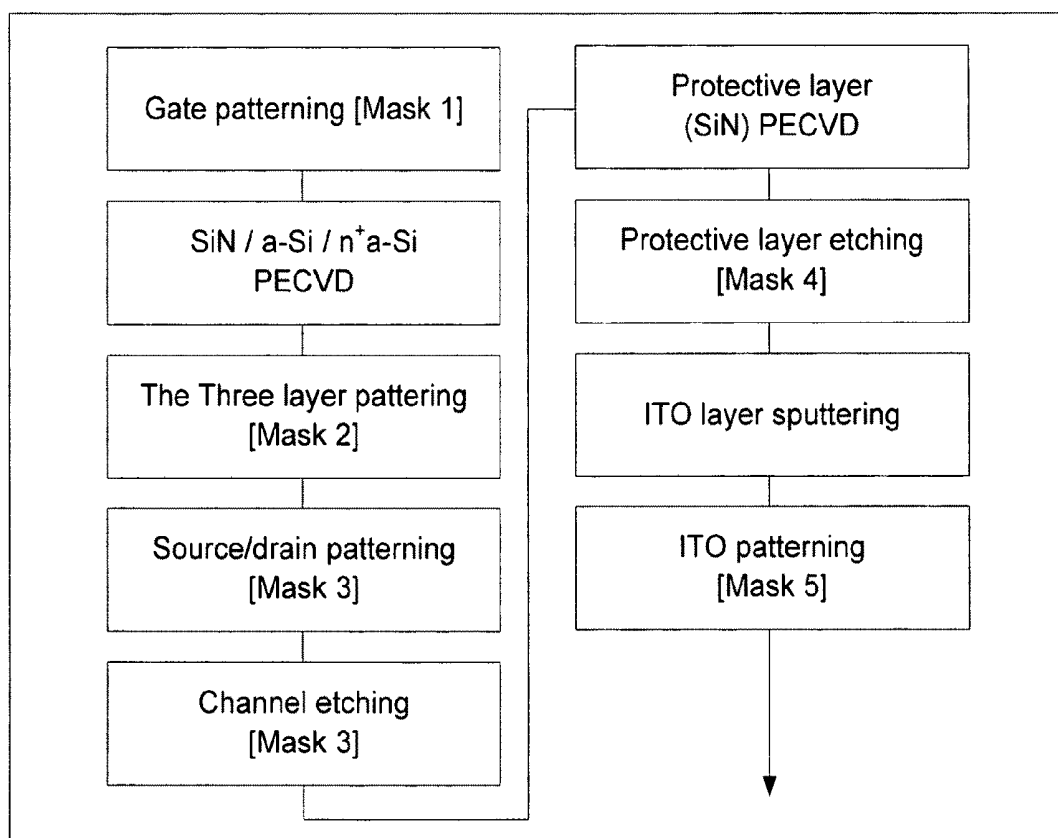 Gate patterning [Mask 1]
SiN / a-Si / n⁺a-Si
PECVD
The Three layer pattering
[Mask 2]
Source/drain patterning
[Mask 3]
Channel etching
[Mask 3]
Protective layer
(SiN) PECVD
Protective layer etching
[Mask 4]
ITO layer sputtering
ITO patterning
[Mask 5]